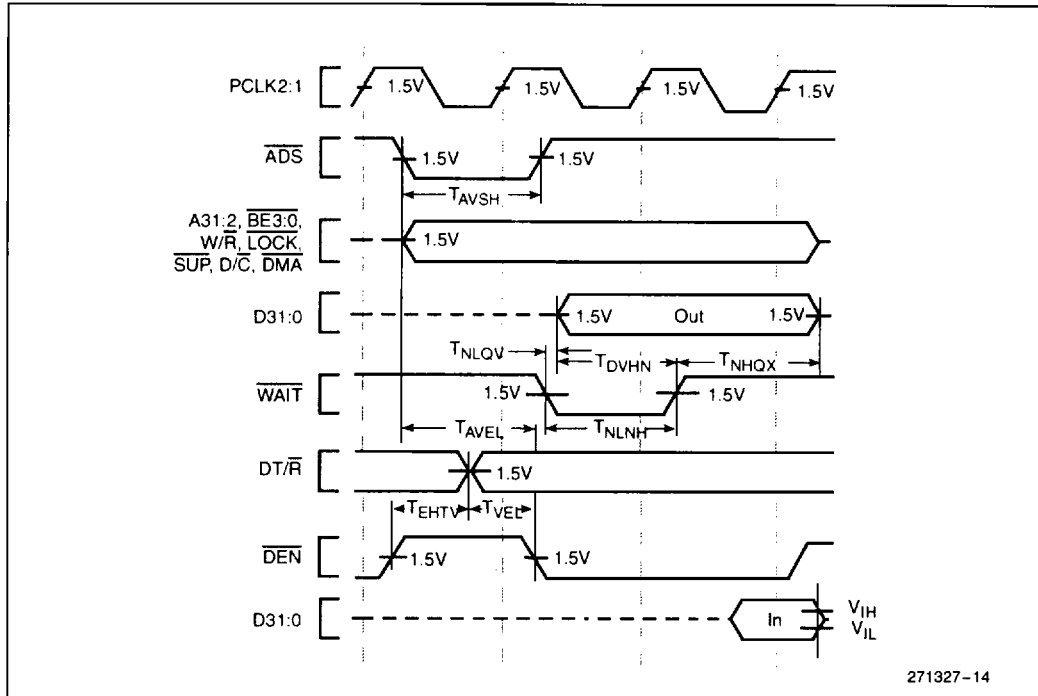 PCLK2:1
1.5V 1.5V 1.5V 1.5V
ADS
1.5V 1.5V
TAVSH
A31:2, BE3:0,
W/R, LOCK,
SUP, D/C, DMA
1.5V
D31:0
1.5V Out 1.5V
TNLQV TDVHN TNHQX
WAIT
1.5V 1.5V
TAVEL TNLNH
DT/R
1.5V
TEHTV TVEL
DEN
1.5V 1.5V
D31:0
In
VIH
VIL
271327-14